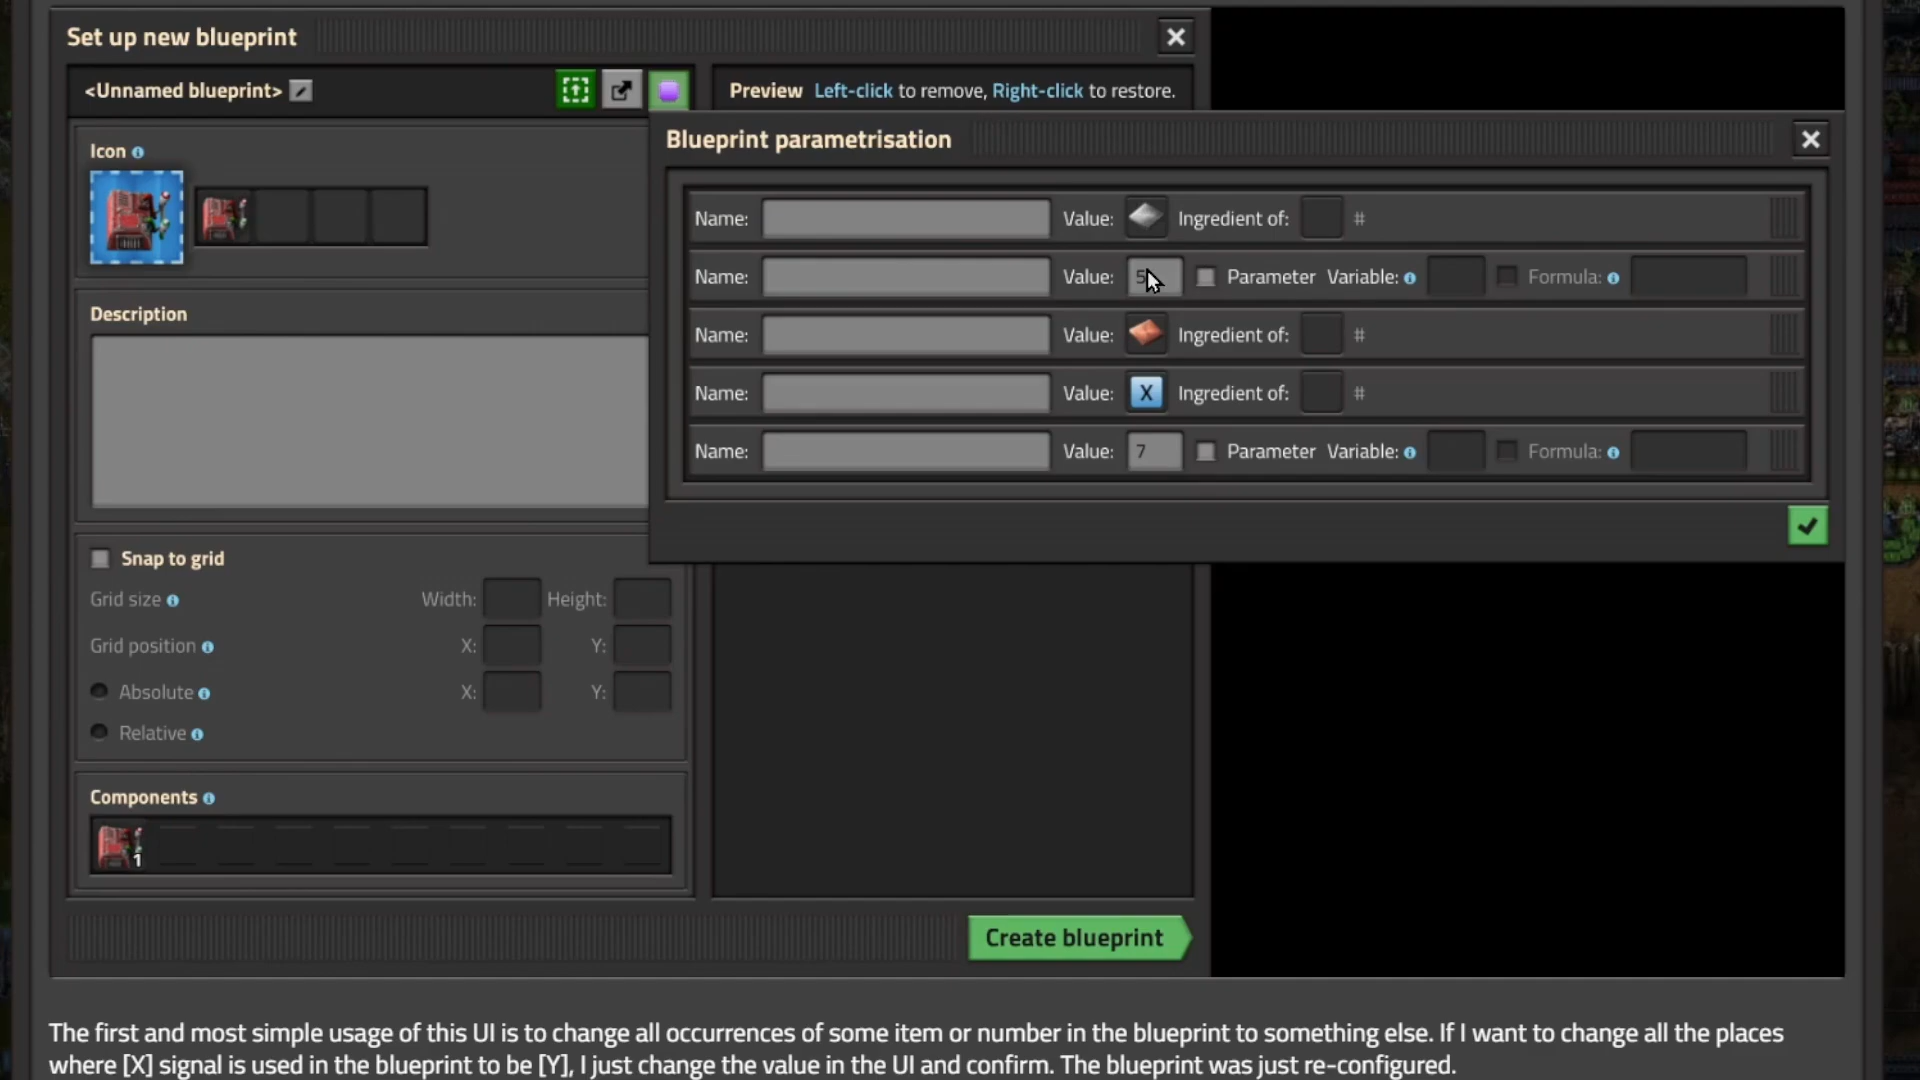 Set up new blueprint
<Unnamed blueprint>
Preview Left-click to remove, Right-click to restore.
Icon
Description
Snap to grid
Grid size Width: Height:
Grid position X: Y:
Absolute X: Y:
Relative
Components
1
Blueprint parametrisation
Name: Value: Ingredient of: #
Name: Value: 5 Parameter Variable: Formula:
Name: Value: Ingredient of: #
Name: Value: X Ingredient of: #
Name: Value: 7 Parameter Variable: Formula:
Create blueprint
The first and most simple usage of this UI is to change all occurrences of some item or number in the blueprint to something else. If I want to change all the places
where [X] signal is used in the blueprint to be [Y], I just change the value in the UI and confirm. The blueprint was just re-configured.